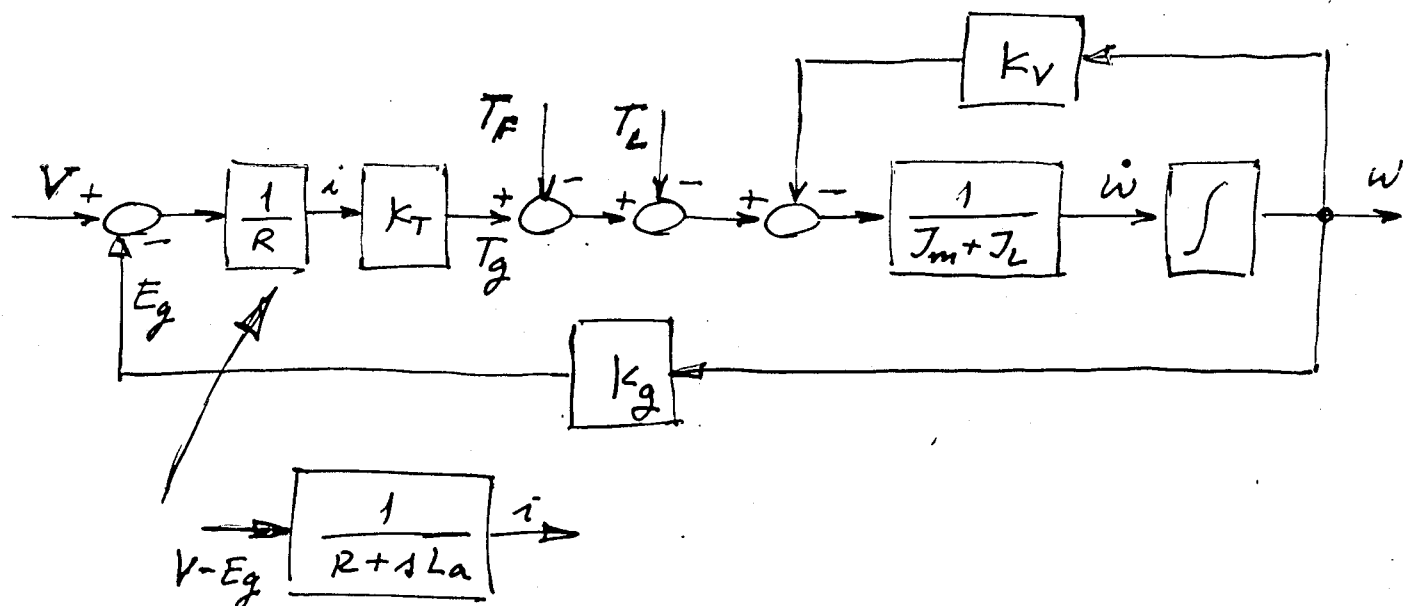 K_V
T_F T_L
V + - 1/R i K_T + T_g - + - + - 1/(J_m + J_L) ẇ ∫ w
E_g
K_g
V - E_g 1/(R + sL_a) i